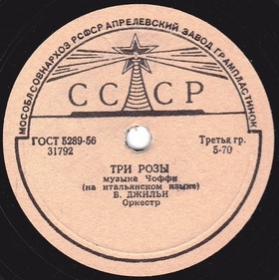 МОСОБЛСОВНАРХОЗ РСФСР АПРЕЛЕВСКИЙ ЗАВОД ГРАМПЛАСТИНОК
СССР
ГОСТ 5289-56
31792
Третья гр.
5-70
ТРИ РОЗЫ
музыка Чоффи
(на итальянском языке)
Б. ДЖИЛЬИ
Оркестр